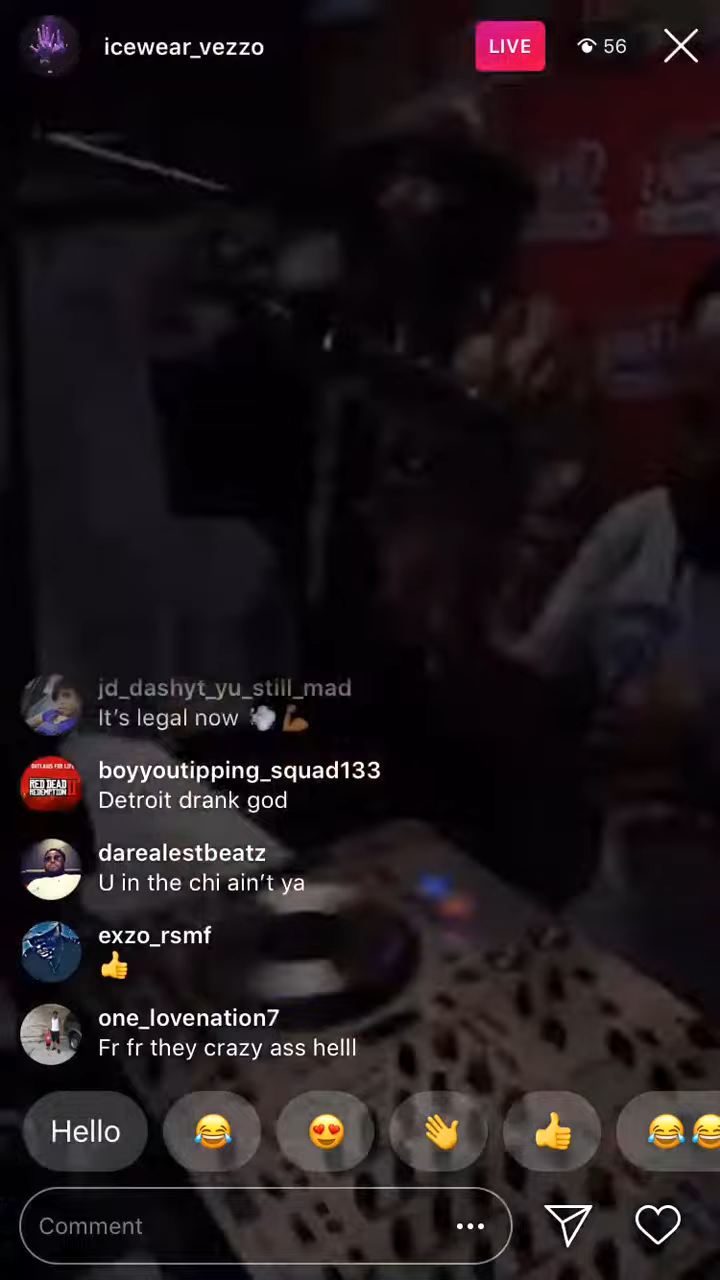 icewear_vezzo
LIVE
56
jd_dashyt_yu_still_mad
It’s legal now 💨 💪🏾
boyyoutipping_squad133
Detroit drank god
darealestbeatz
U in the chi ain’t ya
exzo_rsmf
👍
one_lovenation7
Fr fr they crazy ass helll
Hello 😂 😍 👋 👍 😂😂
Comment